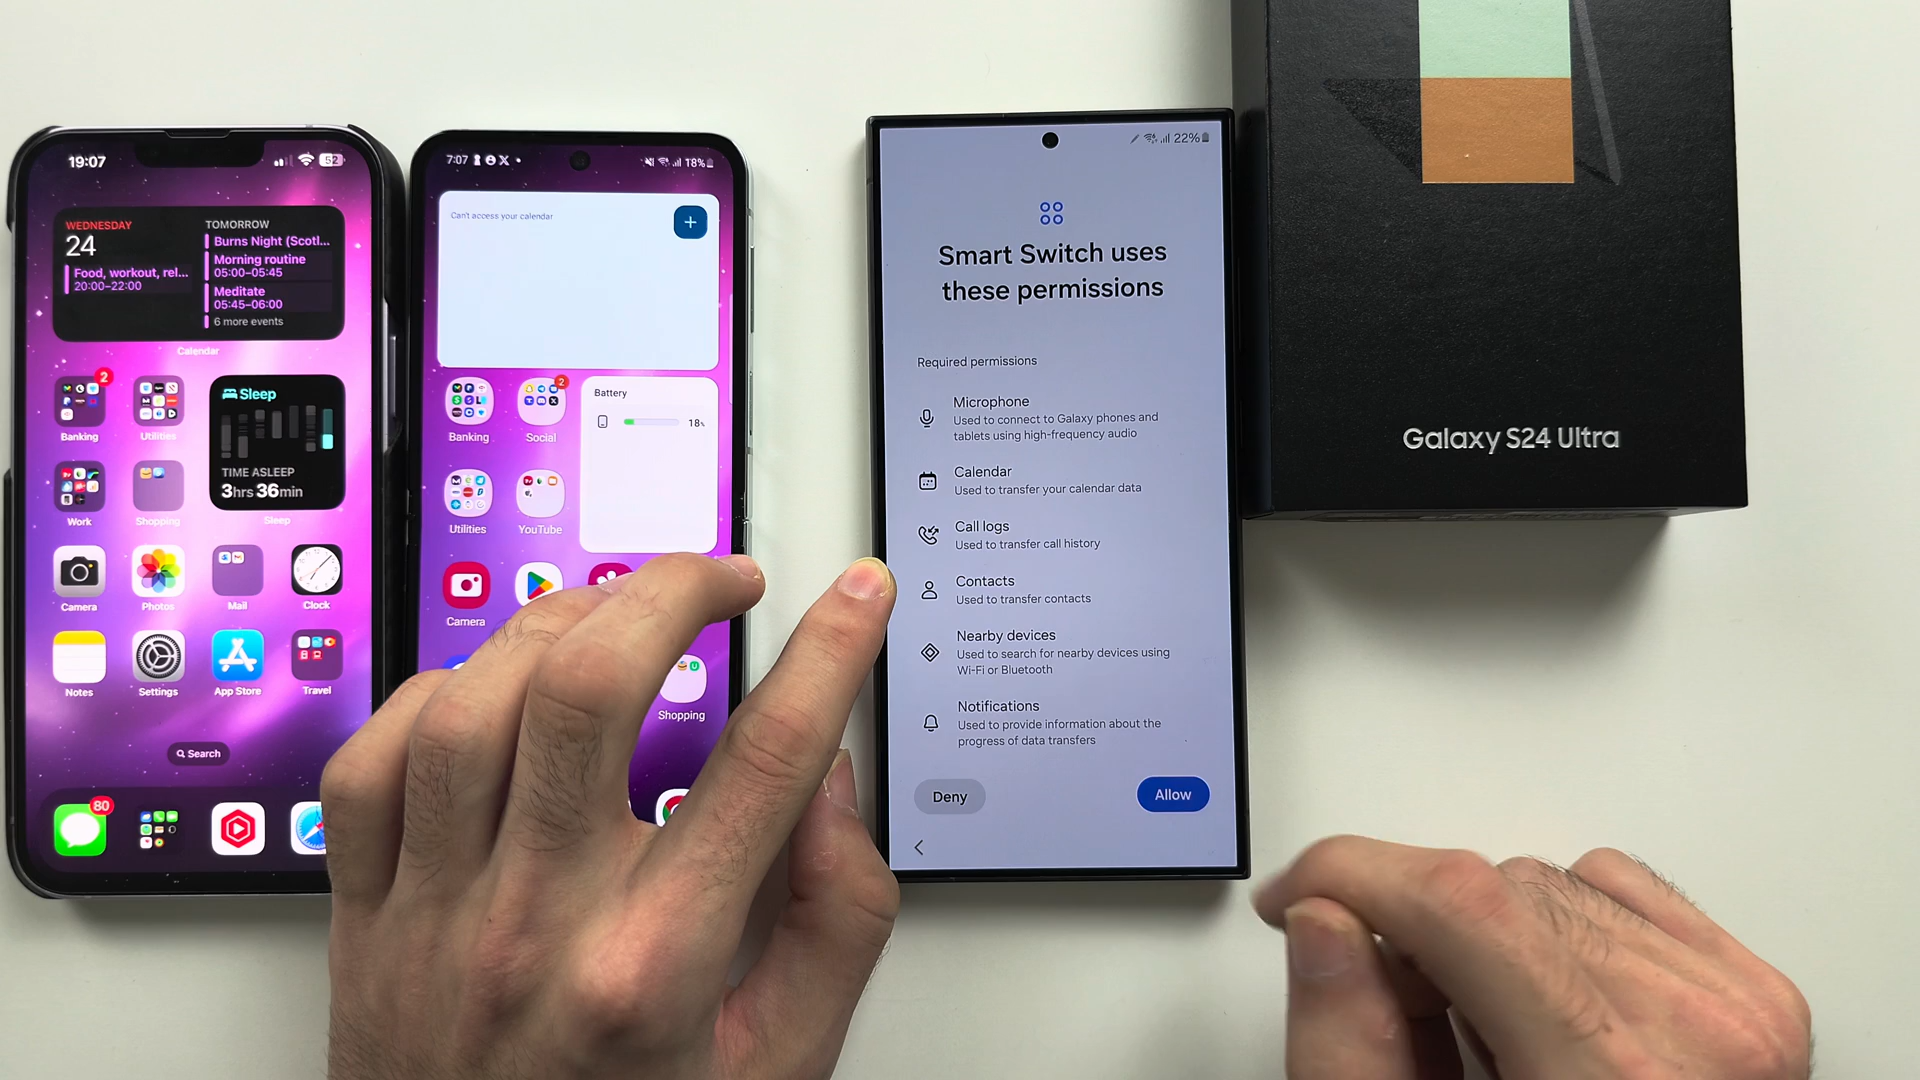 19:07
52
WEDNESDAY
24
Food, workout, rel...
20:00–22:00
TOMORROW
Burns Night (Scotl...
Morning routine
05:00–05:45
Meditate
05:45–06:00
6 more events
Calendar
2
Banking
Utilities
Sleep
TIME ASLEEP
3hrs 36min
Sleep
Work
Shopping
Camera
Photos
Mail
Clock
Notes
Settings
App Store
Travel
Search
80
7:07
18%
Can't access your calendar
Banking
2
Social
Battery
18%
Utilities
YouTube
Camera
Shopping
22%
Smart Switch uses
these permissions
Required permissions
Microphone
Used to connect to Galaxy phones and
tablets using high-frequency audio
Calendar
Used to transfer your calendar data
Call logs
Used to transfer call history
Contacts
Used to transfer contacts
Nearby devices
Used to search for nearby devices using
Wi-Fi or Bluetooth
Notifications
Used to provide information about the
progress of data transfers
Deny
Allow
Galaxy S24 Ultra